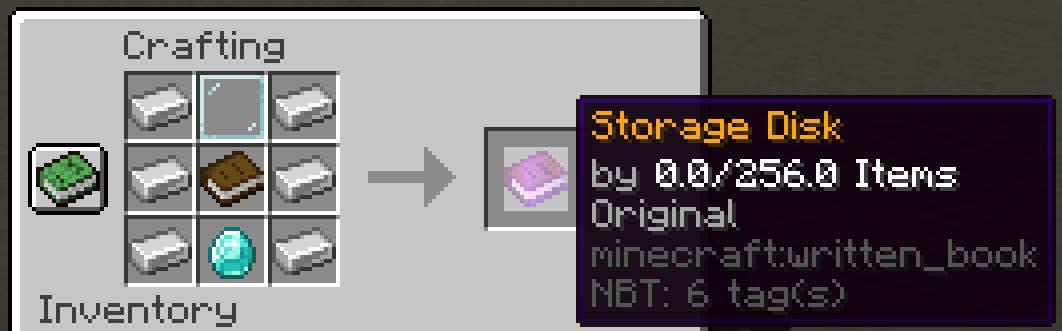 Crafting
Storage Disk
by 0.0/256.0 Items
Original
minecraft:written_book
NBT: 6 tag(s)
Inventory